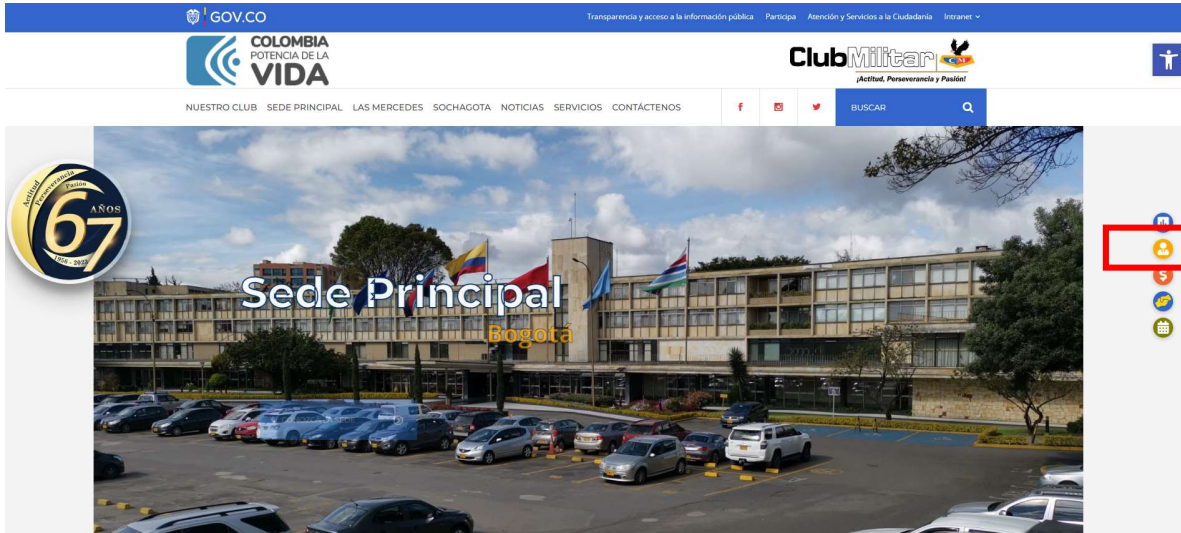 GOV.CO
Transparencia y acceso a la información pública Participa Atención y Servicios a la Ciudadanía Intranet
COLOMBIA
POTENCIA DE LA
VIDA
ClubMilitar
CM
¡Actitud, Perseverancia y Pasión!
NUESTRO CLUB SEDE PRINCIPAL LAS MERCEDES SOCHAGOTA NOTICIAS SERVICIOS CONTÁCTENOS
BUSCAR
Actitud Perseverancia Pasión
67
AÑOS
1956 - 2023
Sede Principal
Bogotá